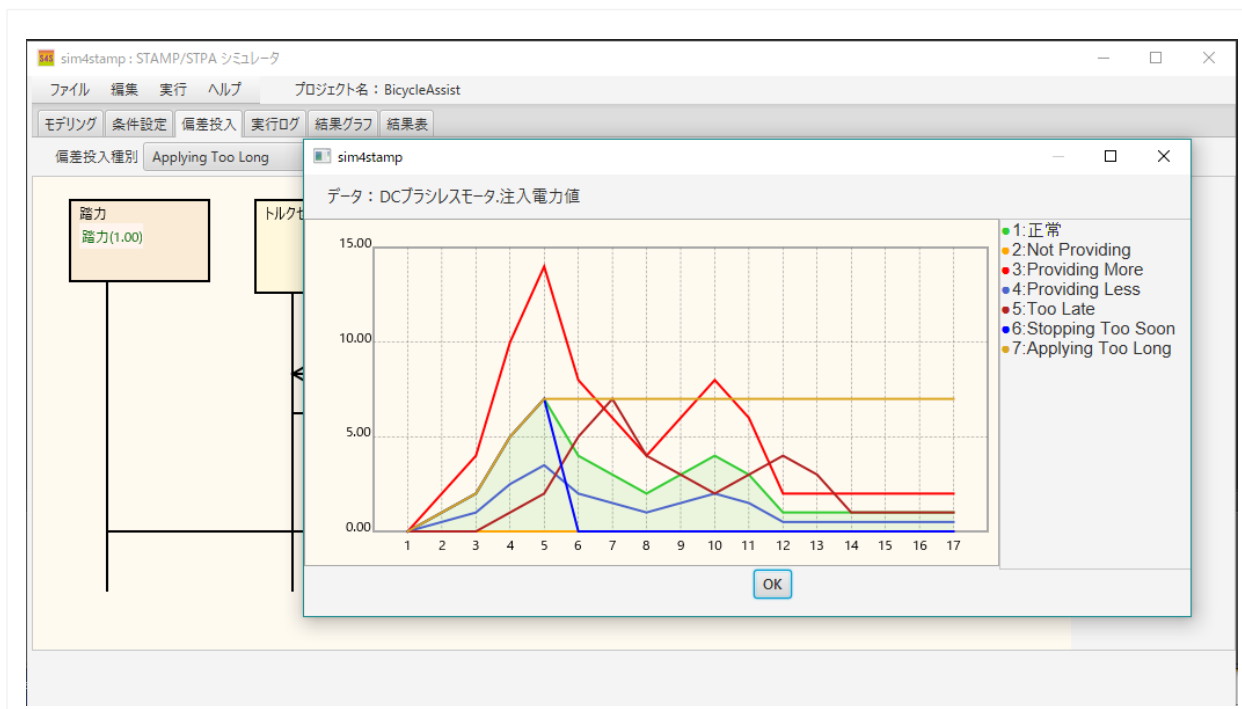 S4S sim4stamp : STAMP/STPA シミュレータ
ファイル 編集 実行 ヘルプ プロジェクト名： BicycleAssist
モデリング 条件設定 偏差投入 実行ログ 結果グラフ 結果表
偏差投入種別 Applying Too Long
踏力
踏力(1.00)
トルクセ
sim4stamp
データ： DCブラシレスモータ.注入電力値
15.00
10.00
5.00
0.00
1 2 3 4 5 6 7 8 9 10 11 12 13 14 15 16 17
1:正常
2:Not Providing
3:Providing More
4:Providing Less
5:Too Late
6:Stopping Too Soon
7:Applying Too Long
OK